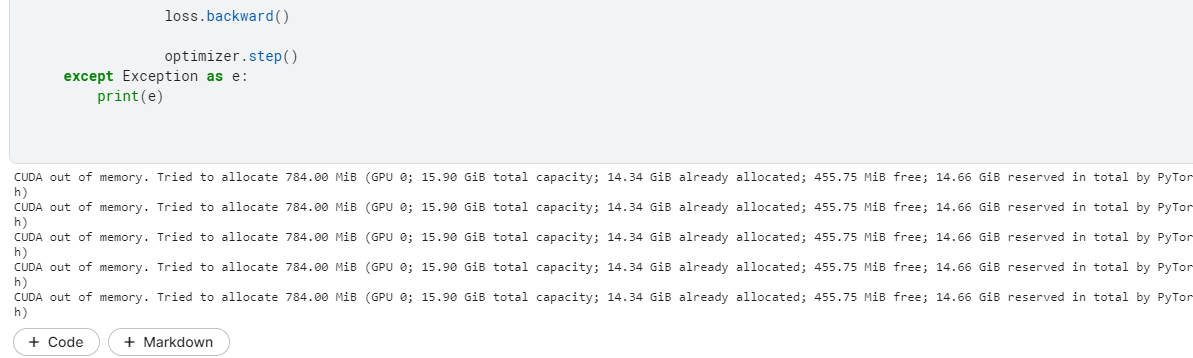 loss.backward()
optimizer.step()
except Exception as e:
print(e)
CUDA out of memory. Tried to allocate 784.00 MiB (GPU 0; 15.90 GiB total capacity; 14.34 GiB already allocated; 455.75 MiB free; 14.66 GiB reserved in total by PyTor
h)
CUDA out of memory. Tried to allocate 784.00 MiB (GPU 0; 15.90 GiB total capacity; 14.34 GiB already allocated; 455.75 MiB free; 14.66 GiB reserved in total by PyTor
h)
CUDA out of memory. Tried to allocate 784.00 MiB (GPU 0; 15.90 GiB total capacity; 14.34 GiB already allocated; 455.75 MiB free; 14.66 GiB reserved in total by PyTor
h)
CUDA out of memory. Tried to allocate 784.00 MiB (GPU 0; 15.90 GiB total capacity; 14.34 GiB already allocated; 455.75 MiB free; 14.66 GiB reserved in total by PyTor
h)
CUDA out of memory. Tried to allocate 784.00 MiB (GPU 0; 15.90 GiB total capacity; 14.34 GiB already allocated; 455.75 MiB free; 14.66 GiB reserved in total by PyTor
h)
+ Code + Markdown